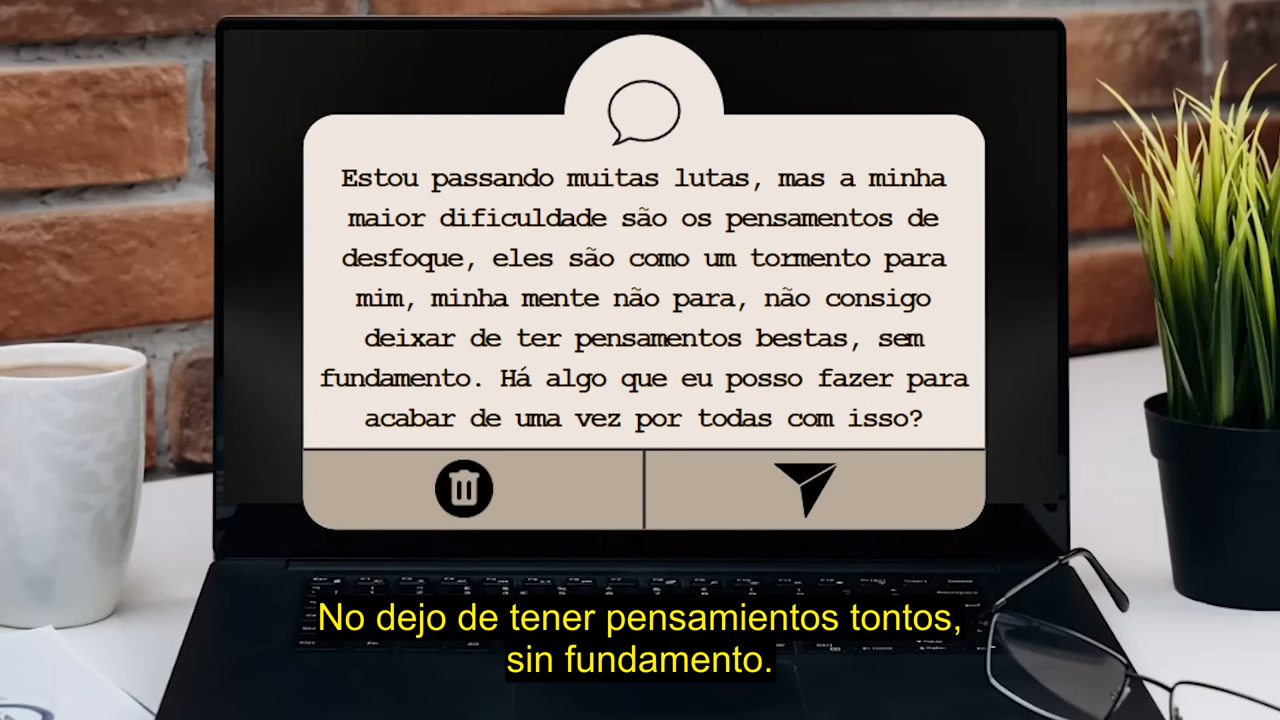 Estou passando muitas lutas, mas a minha
maior dificuldade são os pensamentos de
desfoque, eles são como um tormento para
mim, minha mente não para, não consigo
deixar de ter pensamentos bestas, sem
fundamento. Há algo que eu posso fazer para
acabar de uma vez por todas com isso?
No dejo de tener pensamientos tontos,
sin fundamento.